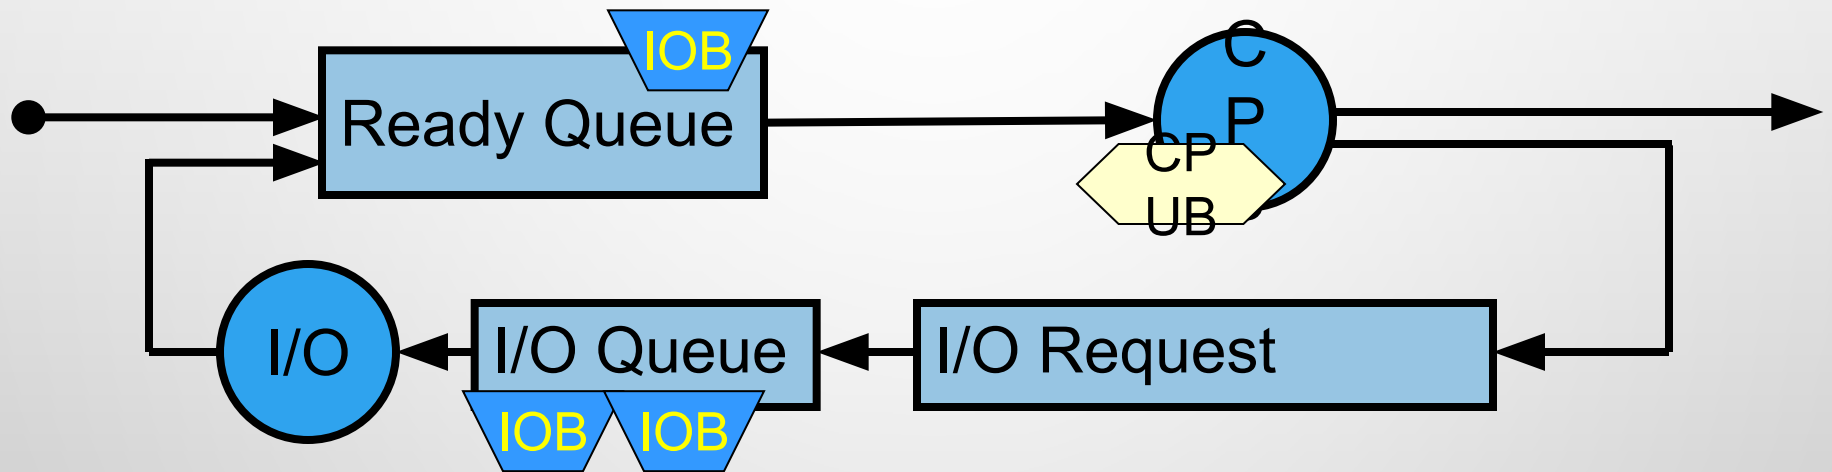 IOB
Ready Queue
C
P
CP
UB
I/O
I/O Queue
I/O Request
IOB
IOB